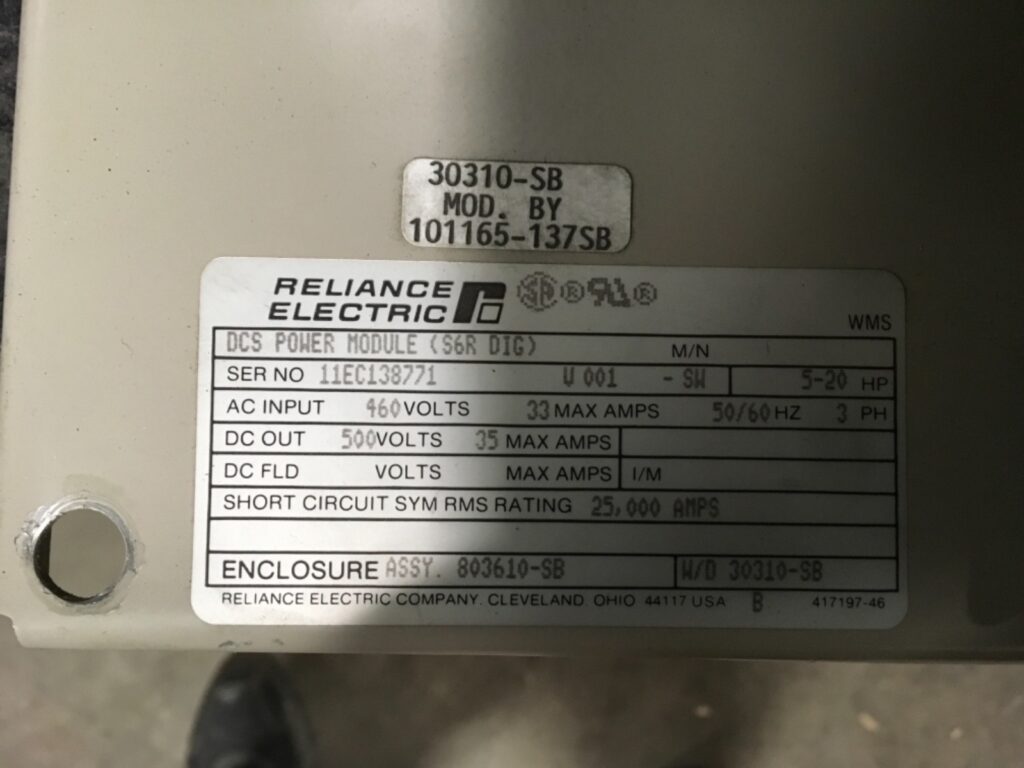 30310-SB
MOD. BY
101165-137SB
RELIANCE
ELECTRIC
WMS
DCS POWER MODULE (S6R DIG) M/N
SER NO 11EC138771 V 001 - SW 5-20 HP
AC INPUT 460 VOLTS 33 MAX AMPS 50/60 HZ 3 PH
DC OUT 500 VOLTS 35 MAX AMPS
DC FLD VOLTS MAX AMPS I/M
SHORT CIRCUIT SYM RMS RATING 25,000 AMPS
ENCLOSURE ASSY. 803610-SB W/D 30310-SB
RELIANCE ELECTRIC COMPANY. CLEVELAND. OHIO 44117 USA B 417197-46